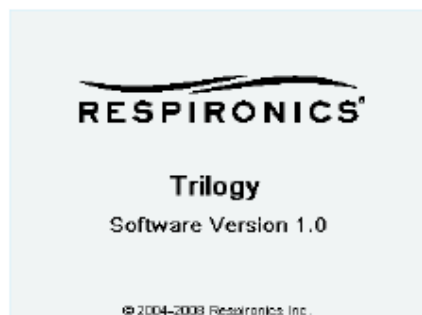 RESPIRONICS®
Trilogy
Software Version 1.0
© 2004-2008 Respironics Inc.